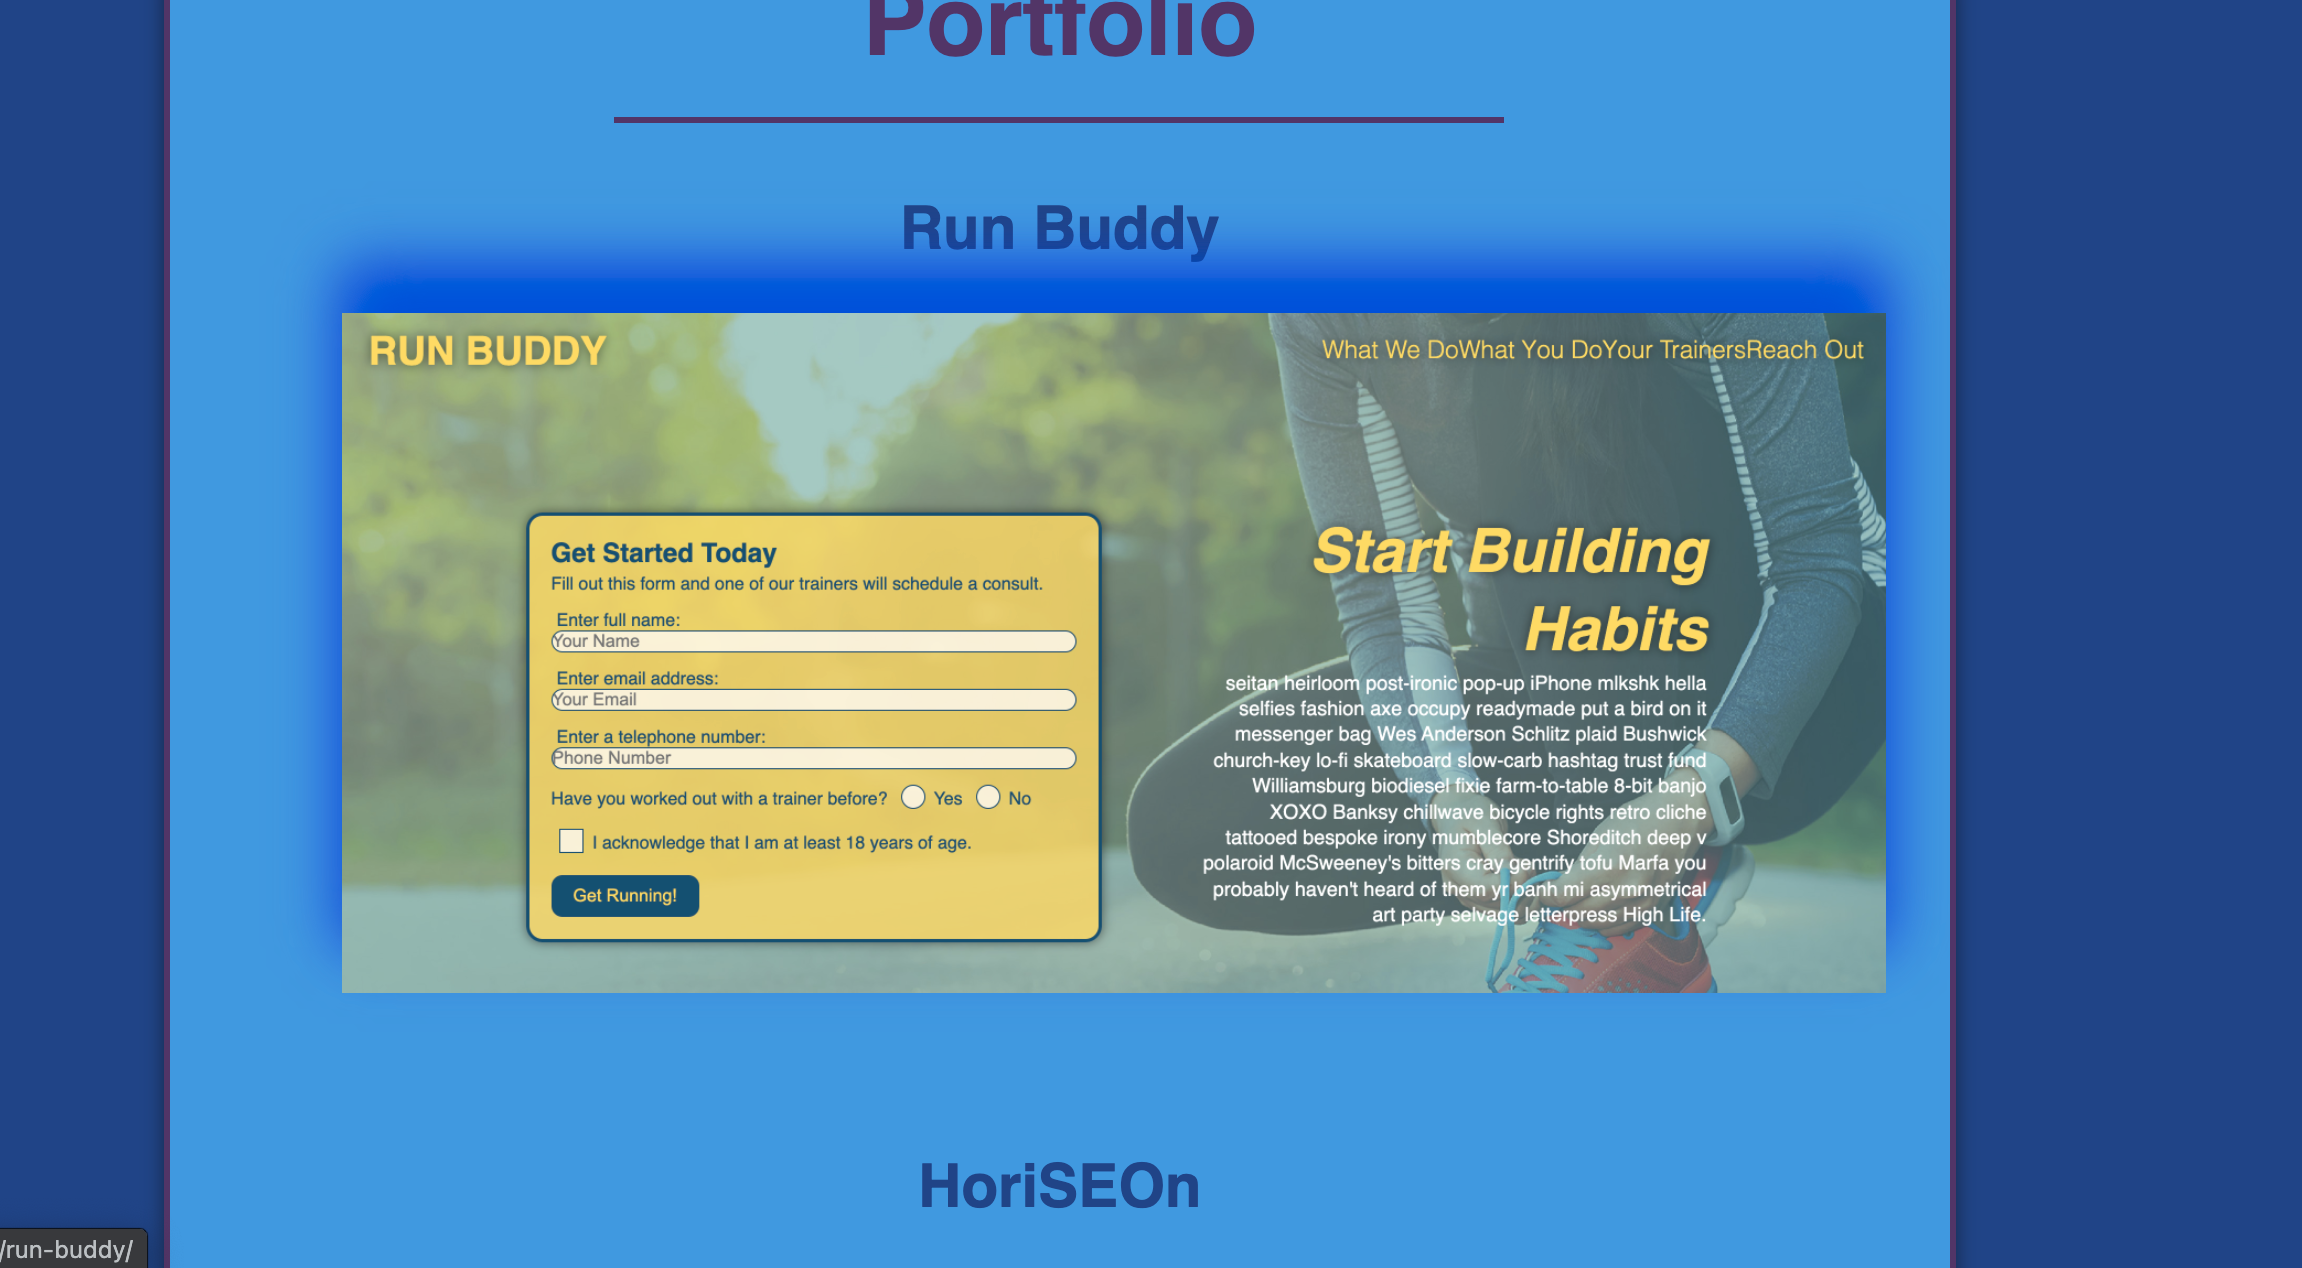 Portfolio
Run Buddy
RUN BUDDY
What We DoWhat You DoYour TrainersReach Out
Get Started Today
Fill out this form and one of our trainers will schedule a consult.
Enter full name:
Your Name
Enter email address:
Your Email
Enter a telephone number:
Phone Number
Have you worked out with a trainer before? Yes No
I acknowledge that I am at least 18 years of age.
Get Running!
Start Building
Habits
seitan heirloom post-ironic pop-up iPhone mlkshk hella
selfies fashion axe occupy readymade put a bird on it
messenger bag Wes Anderson Schlitz plaid Bushwick
church-key lo-fi skateboard slow-carb hashtag trust fund
Williamsburg biodiesel fixie farm-to-table 8-bit banjo
XOXO Banksy chillwave bicycle rights retro cliche
tattooed bespoke irony mumblecore Shoreditch deep v
polaroid McSweeney's bitters cray gentrify tofu Marfa you
probably haven't heard of them yr banh mi asymmetrical
art party selvage letterpress High Life.
HoriSEOn
/run-buddy/